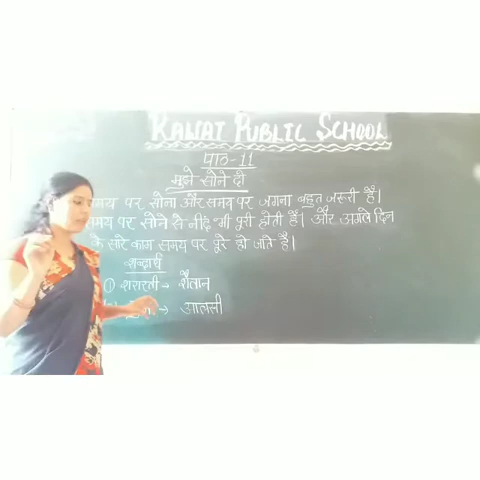 KAWAT PUBLIC SCHOOL
पाठ-11
मुझे सोने दो
समय पर सोना और समय पर जगना बहुत जरूरी हैं।
समय पर सोने से नींद भी पुरी होती हैं। और अगले दिन
के सारे काम समय पर पूरे हो जाते हैं।
शब्दार्थ
① शरारती → शैतान
→ आलसी